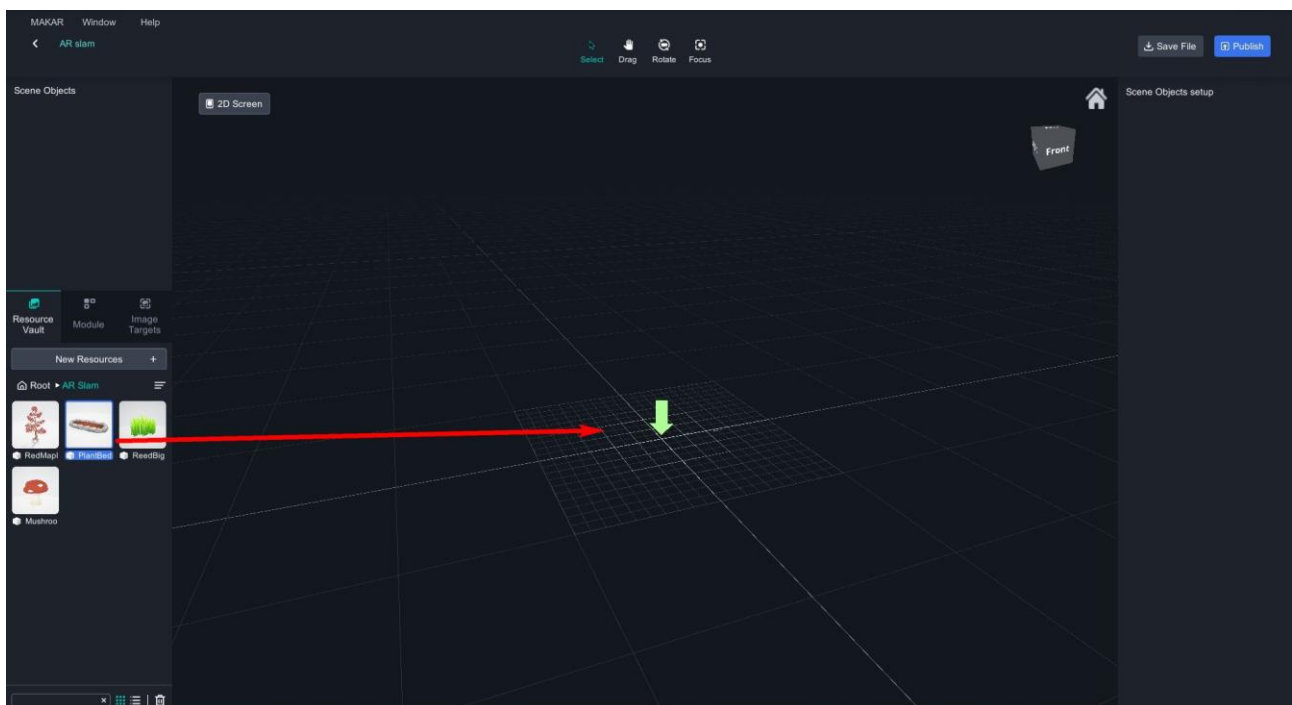 MAKAR Window Help
AR slam
Select Drag Rotate Focus
Save File Publish
Scene Objects
2D Screen
Scene Objects setup
Front
Resource Vault
Module
Image Targets
New Resources +
Root ▸ AR Slam
RedMapl PlantBed ReedBig
Mushroo